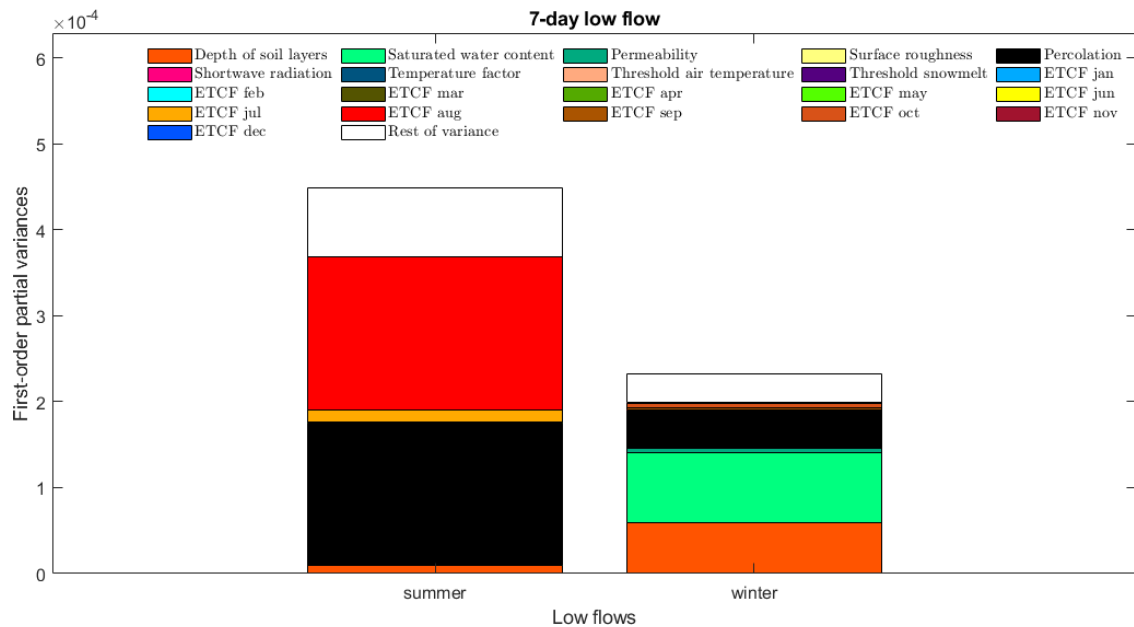 7-day low flow
×10-4
Depth of soil layers Saturated water content Permeability Surface roughness Percolation
Shortwave radiation Temperature factor Threshold air temperature Threshold snowmelt ETCF jan
ETCF feb ETCF mar ETCF apr ETCF may ETCF jun
ETCF jul ETCF aug ETCF sep ETCF oct ETCF nov
ETCF dec Rest of variance
6
5
4
3
2
1
0
First-order partial variances
summer winter
Low flows